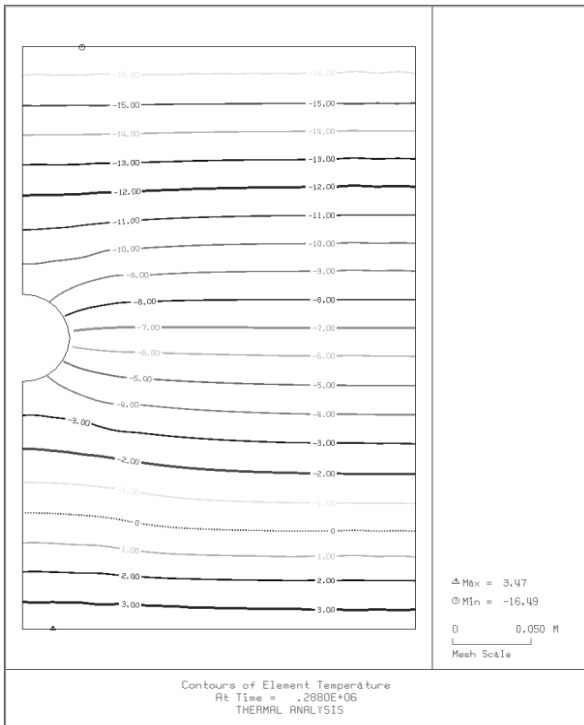 -16.00 -16.00
-15.00 -15.00
-14.00 -14.00
-13.00 -13.00
-12.00 -12.00
-11.00 -11.00
-10.00 -10.00
-9.00 -9.00
-8.00 -8.00
-7.00 -7.00
-6.00 -6.00
-5.00 -5.00
-4.00 -4.00
-3.00 -3.00
-2.00 -2.00
-1.00 -1.00
0 0
1.00 1.00
2.00 2.00
3.00 3.00
Max = 3.47
Min = -16.49
0 0.050 M
Mesh Scale
Contours of Element Temperature
At Time = .2880E+06
THERMAL ANALYSIS